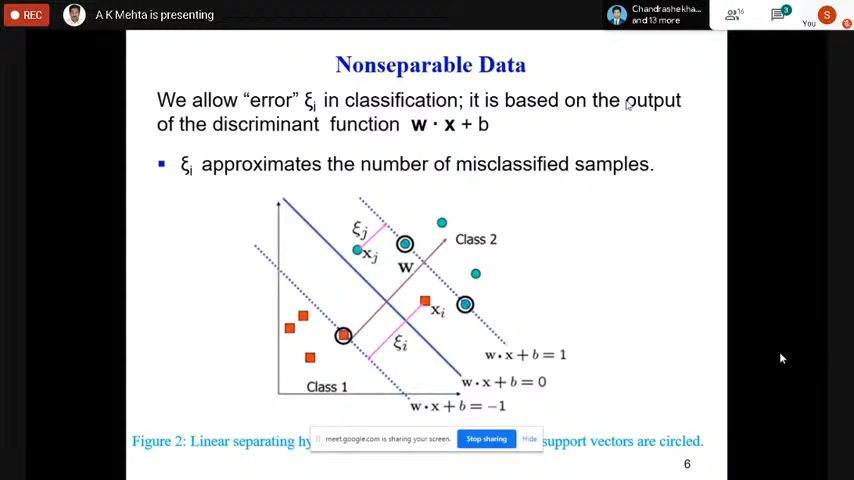 REC
A K Mehta is presenting
Chandrashekha...
and 13 more
16
3
You
S
Nonseparable Data
We allow “error” ξi in classification; it is based on the output
of the discriminant function w · x + b
ξi approximates the number of misclassified samples.
ξj
xj
Class 2
w
xi
ξi
w · x + b = 1
w · x + b = 0
Class 1
w · x + b = −1
meet.google.com is sharing your screen.
Stop sharing
Hide
Figure 2: Linear separating hy support vectors are circled.
6